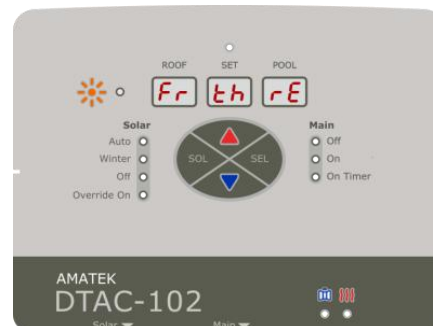 ROOF SET POOL
Fr th rE
Solar Main
Auto Off
Winter On
Off On Timer
Override On
SOL SEL
AMATEK
DTAC-102
Solar Main